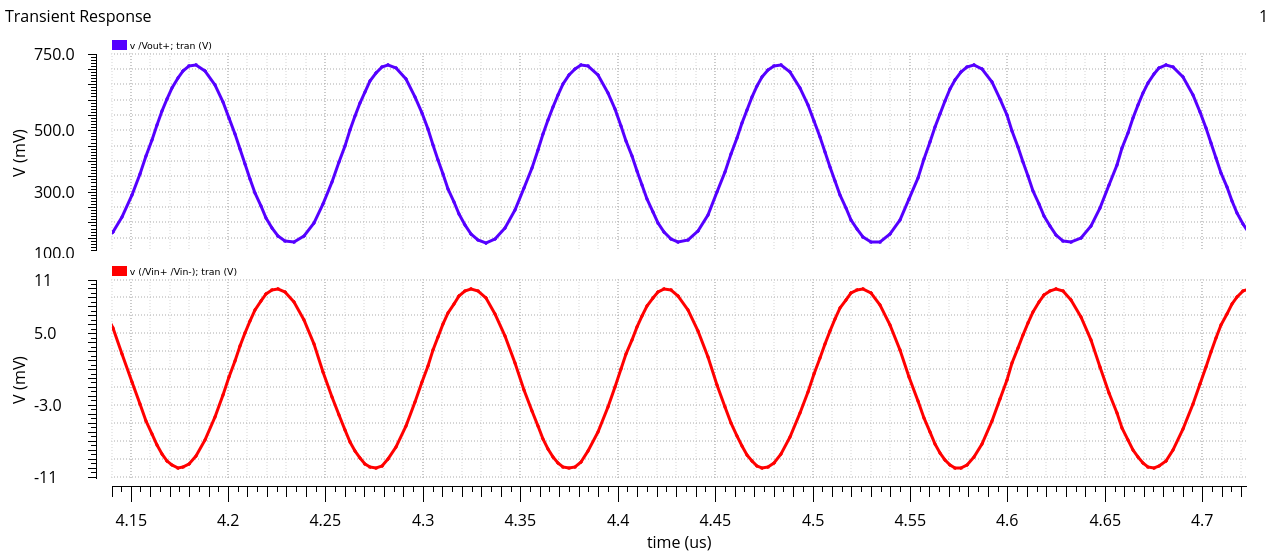 Transient Response 1
v /Vout+; tran (V)
750.0
500.0
300.0
100.0
V (mV)
v (/Vin+ /Vin-); tran (V)
11
5.0
-3.0
-11
V (mV)
4.15 4.2 4.25 4.3 4.35 4.4 4.45 4.5 4.55 4.6 4.65 4.7
time (us)